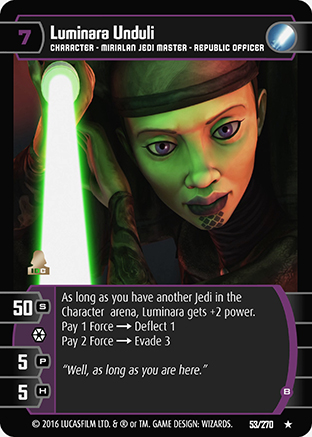 7
Luminara Unduli
CHARACTER - MIRIALAN JEDI MASTER - REPUBLIC OFFICER
50 S
As long as you have another Jedi in the
Character arena, Luminara gets +2 power.
Pay 1 Force → Deflect 1
Pay 2 Force → Evade 3
5 P
5 H
“Well, as long as you are here.”
B
© 2016 LUCASFILM LTD. & ® or TM. GAME DESIGN: WIZARDS.
53/270 ★